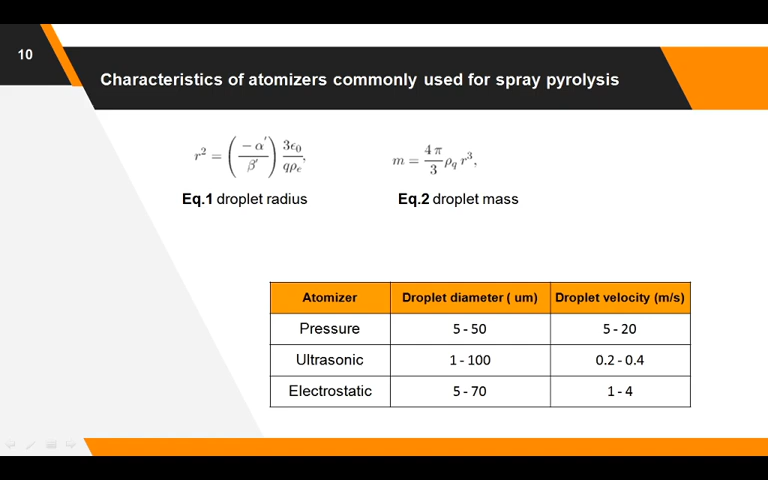 10
Characteristics of atomizers commonly used for spray pyrolysis
r² = (−α′ / β′) 3ϵ₀ / qρₑ,
m = 4π / 3 ρ_q r³,
Eq.1 droplet radius
Eq.2 droplet mass
Atomizer Droplet diameter ( um) Droplet velocity (m/s)
Pressure 5 - 50 5 - 20
Ultrasonic 1 - 100 0.2 - 0.4
Electrostatic 5 - 70 1 - 4